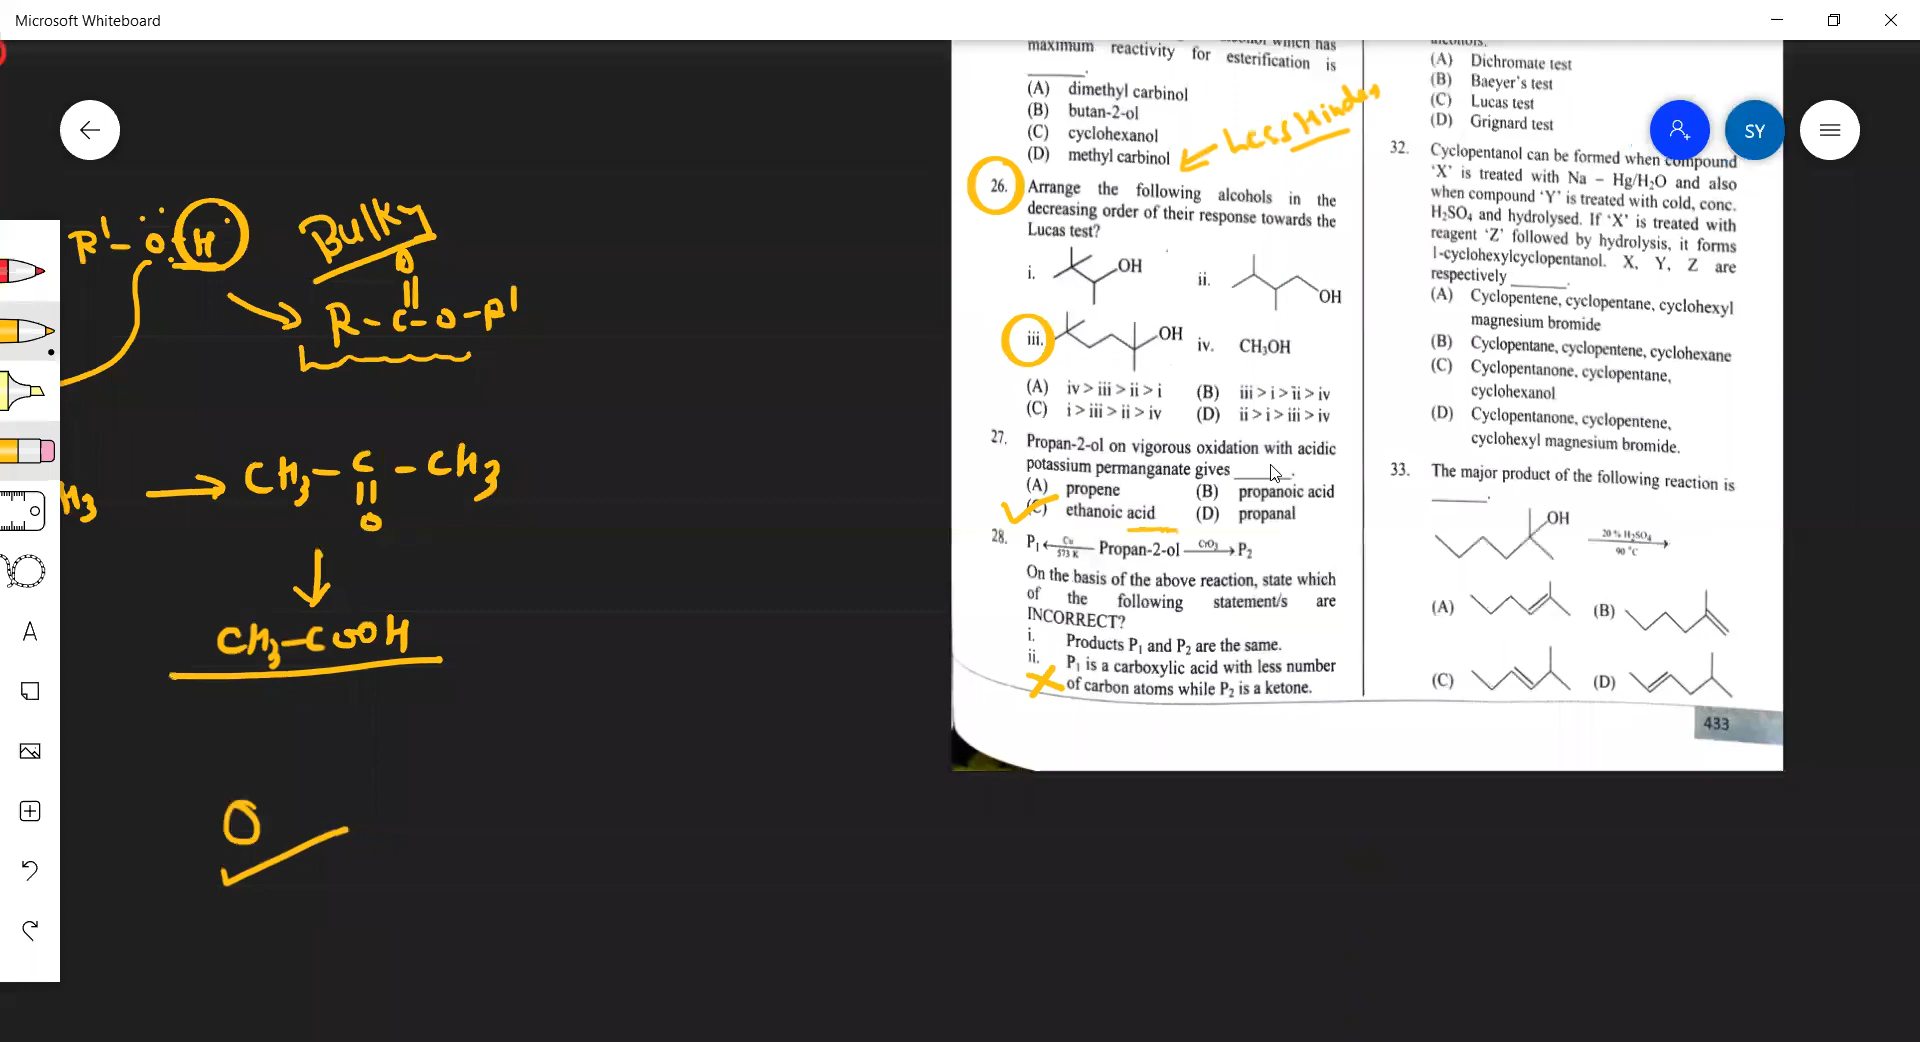 Microsoft Whiteboard
SY
R'-O-H
Bulky
O
R-C-O-R'
H3 → CH3-C-CH3
O
CH3-COOH
O
Less Hinder
maximum reactivity for esterification is
(A) dimethyl carbinol
(B) butan-2-ol
(C) cyclohexanol
(D) methyl carbinol
26. Arrange the following alcohols in the
decreasing order of their response towards the
Lucas test?
i. OH ii. OH
iii. OH iv. CH₃OH
(A) iv > iii > ii > i (B) iii > i > ii > iv
(C) i > iii > ii > iv (D) ii > i > iii > iv
27. Propan-2-ol on vigorous oxidation with acidic
potassium permanganate gives ______.
(A) propene (B) propanoic acid
(C) ethanoic acid (D) propanal
28. P₁ ←Cu 573 K Propan-2-ol CrO₃→ P₂
On the basis of the above reaction, state which
of the following statement/s are
INCORRECT?
i. Products P₁ and P₂ are the same.
ii. P₁ is a carboxylic acid with less number
of carbon atoms while P₂ is a ketone.
alcohols.
(A) Dichromate test
(B) Baeyer's test
(C) Lucas test
(D) Grignard test
32. Cyclopentanol can be formed when compound
'X' is treated with Na – Hg/H₂O and also
when compound 'Y' is treated with cold, conc.
H₂SO₄ and hydrolysed. If 'X' is treated with
reagent 'Z' followed by hydrolysis, it forms
1-cyclohexylcyclopentanol. X, Y, Z are
respectively ______.
(A) Cyclopentene, cyclopentane, cyclohexyl
magnesium bromide
(B) Cyclopentane, cyclopentene, cyclohexane
(C) Cyclopentanone, cyclopentane,
cyclohexanol
(D) Cyclopentanone, cyclopentene,
cyclohexyl magnesium bromide.
33. The major product of the following reaction is
______.
OH 20 % H₂SO₄ 90 °C
(A) (B)
(C) (D)
433